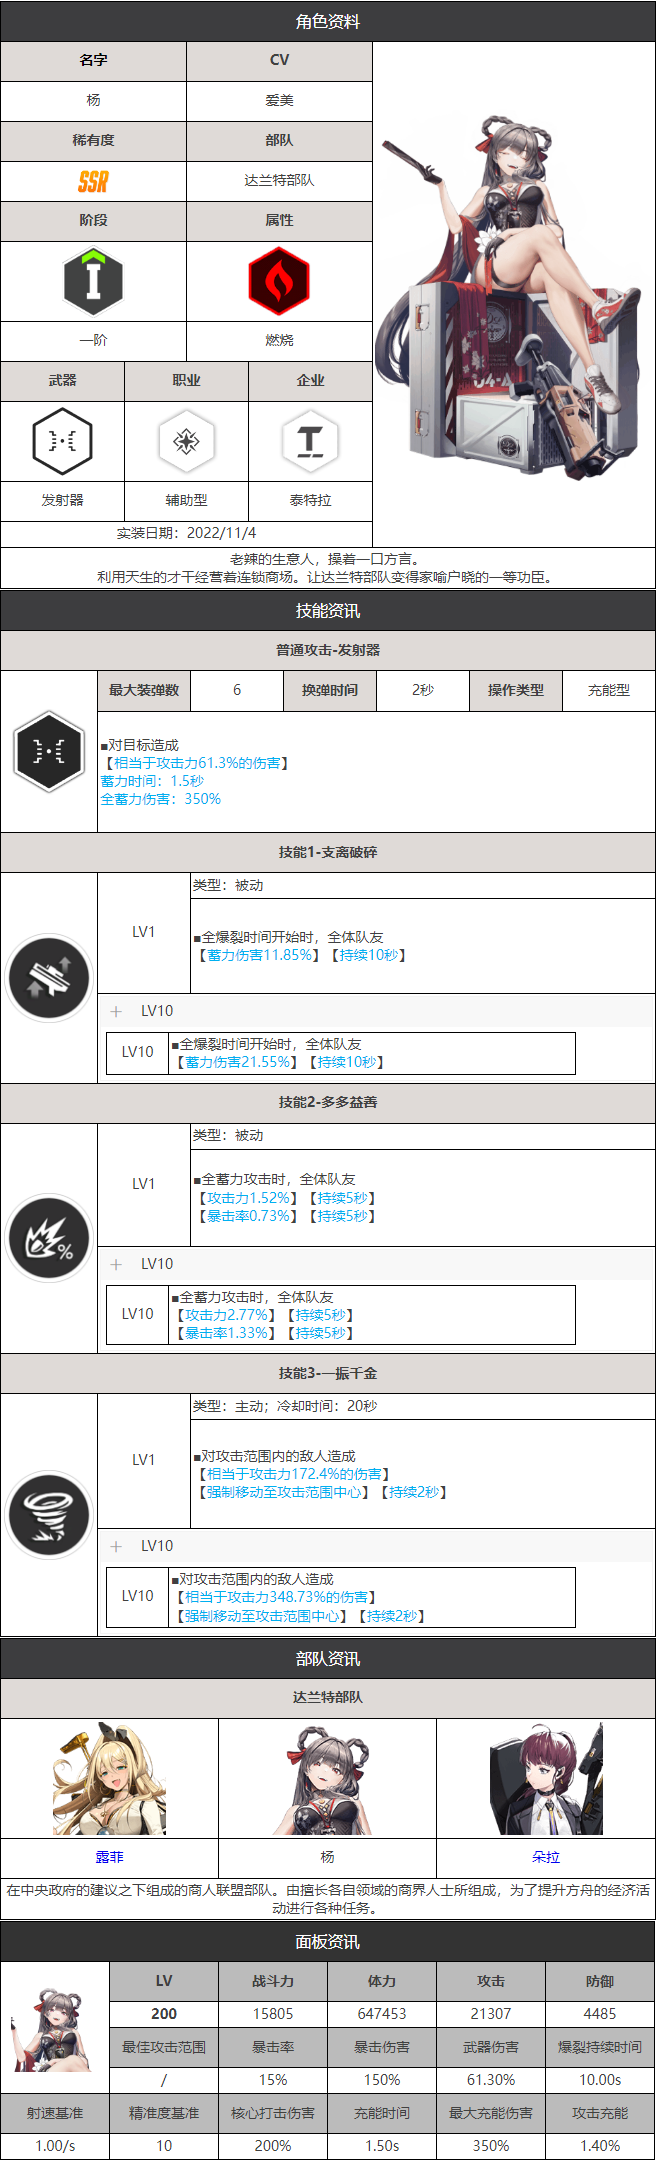 角色资料
名字
CV
杨
爱美
稀有度
部队
SSR
达兰特部队
阶段
属性
I
一阶
燃烧
武器
职业
企业
T
发射器
辅助型
泰特拉
实装日期：2022/11/4
老辣的生意人，操着一口方言。
利用天生的才干经营着连锁商场。让达兰特部队变得家喻户晓的一等功臣。
技能资讯
普通攻击-发射器
最大装弹数
6
换弹时间
2秒
操作类型
充能型
■对目标造成
【相当于攻击力61.3%的伤害】
蓄力时间：1.5秒
全蓄力伤害：350%
技能1-支离破碎
LV1
类型：被动
■全爆裂时间开始时，全体队友
【蓄力伤害11.85%】【持续10秒】
+ LV10
LV10
■全爆裂时间开始时，全体队友
【蓄力伤害21.55%】【持续10秒】
技能2-多多益善
LV1
类型：被动
■全蓄力攻击时，全体队友
【攻击力1.52%】【持续5秒】
【暴击率0.73%】【持续5秒】
+ LV10
LV10
■全蓄力攻击时，全体队友
【攻击力2.77%】【持续5秒】
【暴击率1.33%】【持续5秒】
%
技能3-一振千金
LV1
类型：主动；冷却时间：20秒
■对攻击范围内的敌人造成
【相当于攻击力172.4%的伤害】
【强制移动至攻击范围中心】【持续2秒】
+ LV10
LV10
■对攻击范围内的敌人造成
【相当于攻击力348.73%的伤害】
【强制移动至攻击范围中心】【持续2秒】
部队资讯
达兰特部队
露菲
杨
朵拉
在中央政府的建议之下组成的商人联盟部队。由擅长各自领域的商界人士所组成，为了提升方舟的经济活
动进行各种任务。
面板资讯
LV
战斗力
体力
攻击
防御
200
15805
647453
21307
4485
最佳攻击范围
暴击率
暴击伤害
武器伤害
爆裂持续时间
/
15%
150%
61.30%
10.00s
射速基准
精准度基准
核心打击伤害
充能时间
最大充能伤害
攻击充能
1.00/s
10
200%
1.50s
350%
1.40%